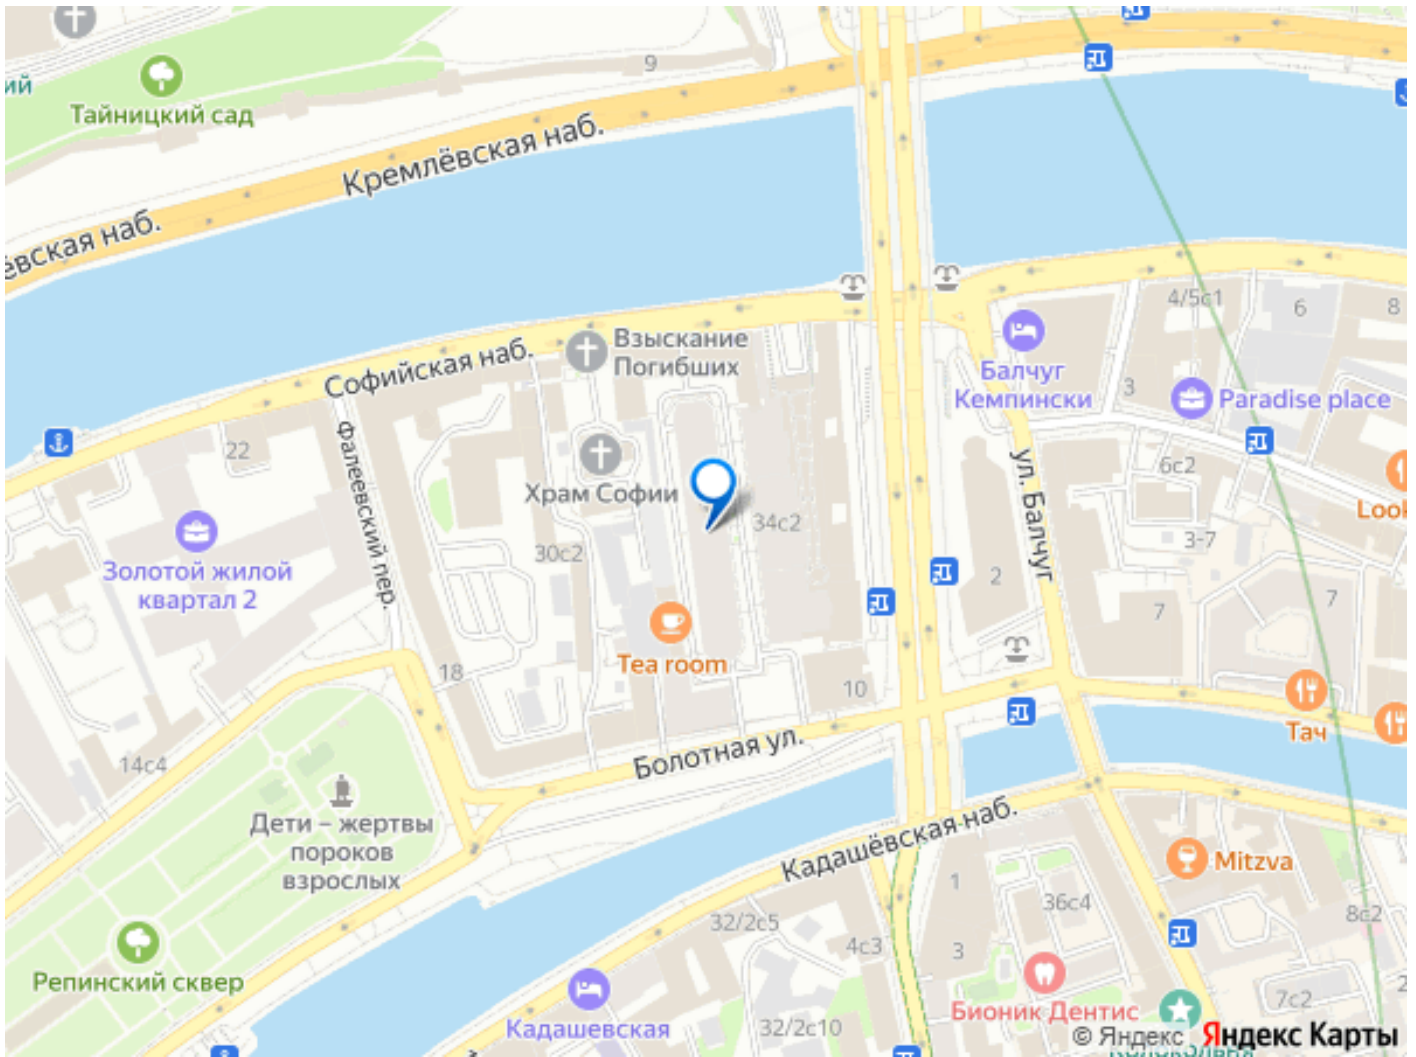 9
ий
Тайницкий сад
Кремлёвская наб.
ёвская наб.
4/5с1
6
8
Взыскание
Погибших
Софийская наб.
Балчуг
Кемпински
3
Paradise place
22
Фалеевский пер.
Храм Софии
ул. Балчуг
6с2
Look
34с2
30с2
3-7
Золотой жилой
квартал 2
2
7
7
Tea room
18
10
Тач
Болотная ул.
14с4
Дети – жертвы
пороков
взрослых
Кадашёвская наб.
Mitzva
1
36с4
32/2с5
8с2
4с3
3
Репинский сквер
Бионик Дентис
7с2
2
Кадашевская
32/2с10
© Яндекс Яндекс Карты